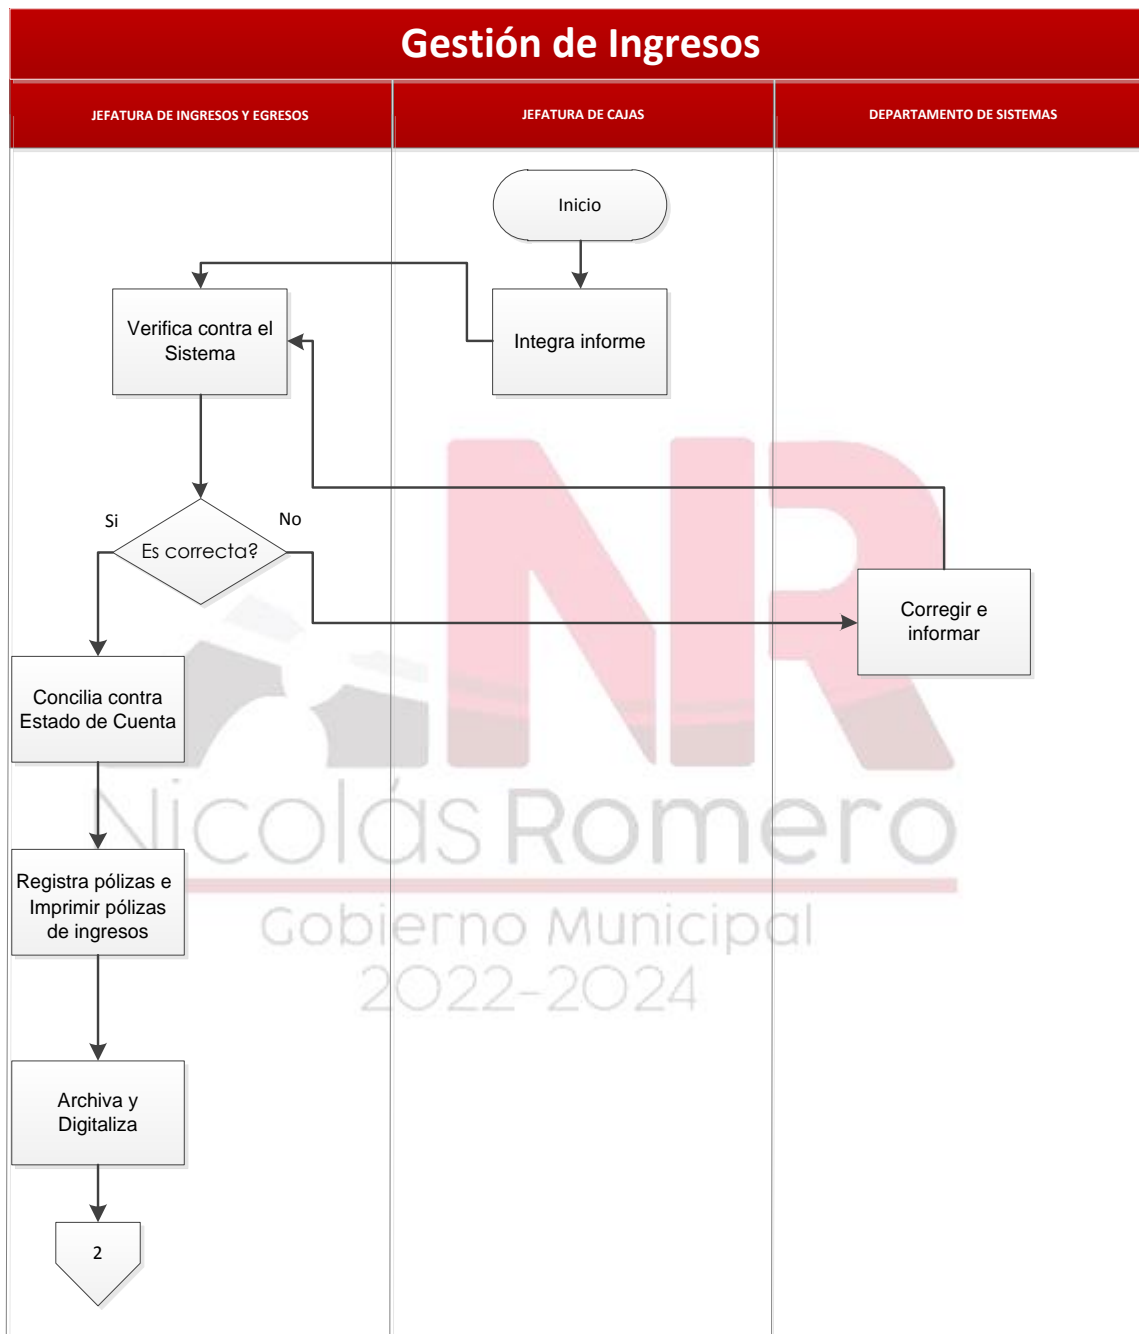 Gestión de Ingresos
JEFATURA DE INGRESOS Y EGRESOS
JEFATURA DE CAJAS
DEPARTAMENTO DE SISTEMAS
Inicio
Verifica contra el
Sistema
Integra informe
Si
No
Es correcta?
Corregir e
informar
Concilia contra
Estado de Cuenta
NR
Nicolás Romero
Registra pólizas e
Imprimir pólizas
de ingresos
Gobierno Municipal
2022-2024
Archiva y
Digitaliza
2